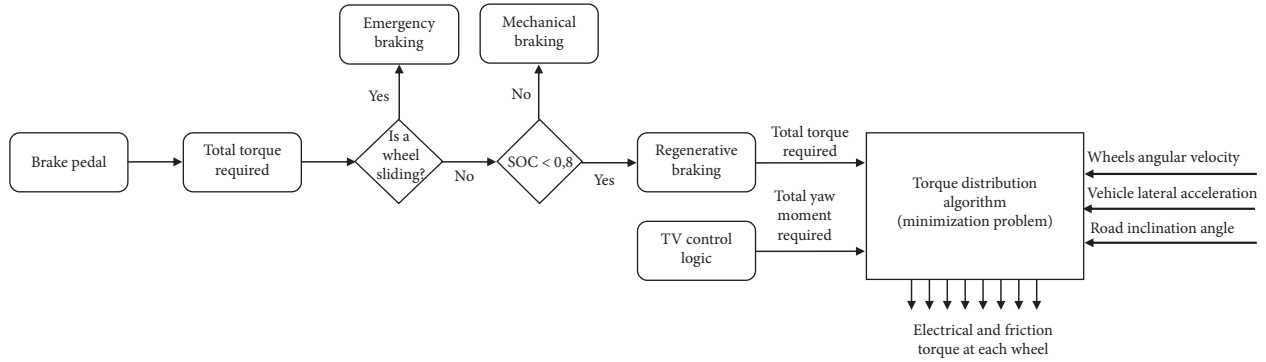 Emergency
braking
Mechanical
braking
Yes
No
Brake pedal
Total torque
required
Is a
wheel
sliding?
No
SOC < 0,8
Yes
Regenerative
braking
Total torque
required
TV control
logic
Total yaw
moment
required
Torque distribution
algorithm
(minimization problem)
Wheels angular velocity
Vehicle lateral acceleration
Road inclination angle
Electrical and friction
torque at each wheel